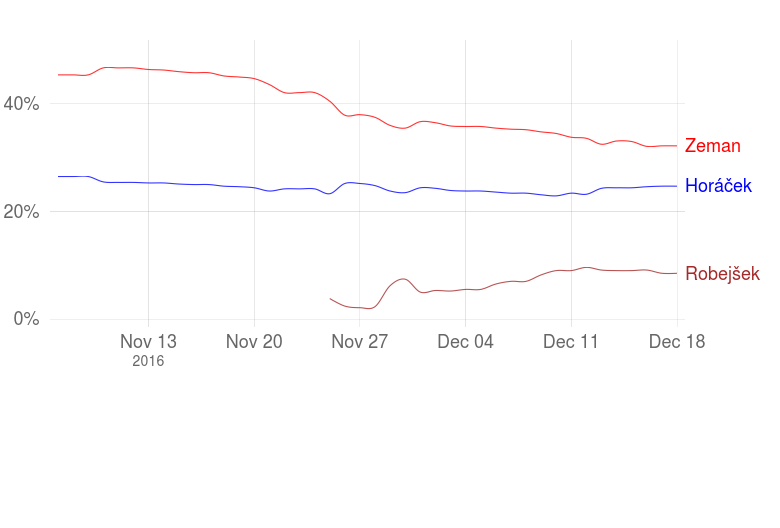 40%
Zeman
Horáček
20%
Robejšek
0%
Nov 13 Nov 20 Nov 27 Dec 04 Dec 11 Dec 18
2016